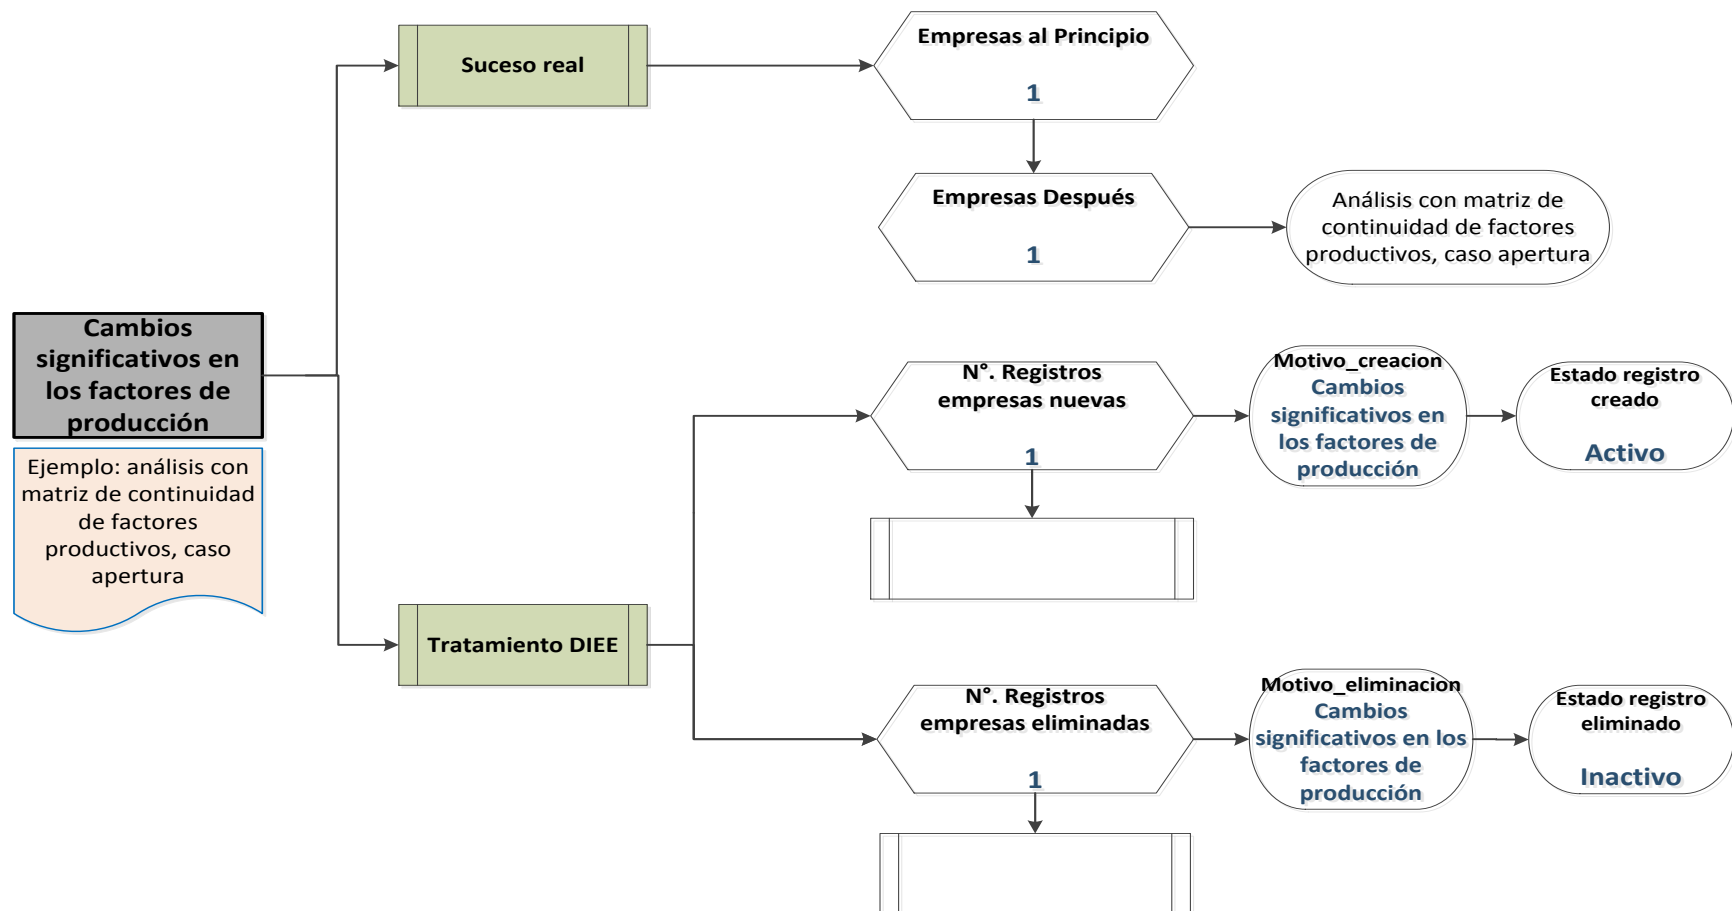 Suceso real
Empresas al Principio
1
Empresas Después
1
Análisis con matriz de
continuidad de factores
productivos, caso apertura
Cambios
significativos en
los factores de
producción
Ejemplo: análisis con
matriz de continuidad
de factores
productivos, caso
apertura
Tratamiento DIEE
N°. Registros
empresas nuevas
1
Motivo_creacion
Cambios
significativos en
los factores de
producción
Estado registro
creado
Activo
N°. Registros
empresas eliminadas
1
Motivo_eliminacion
Cambios
significativos en los
factores de
producción
Estado registro
eliminado
Inactivo